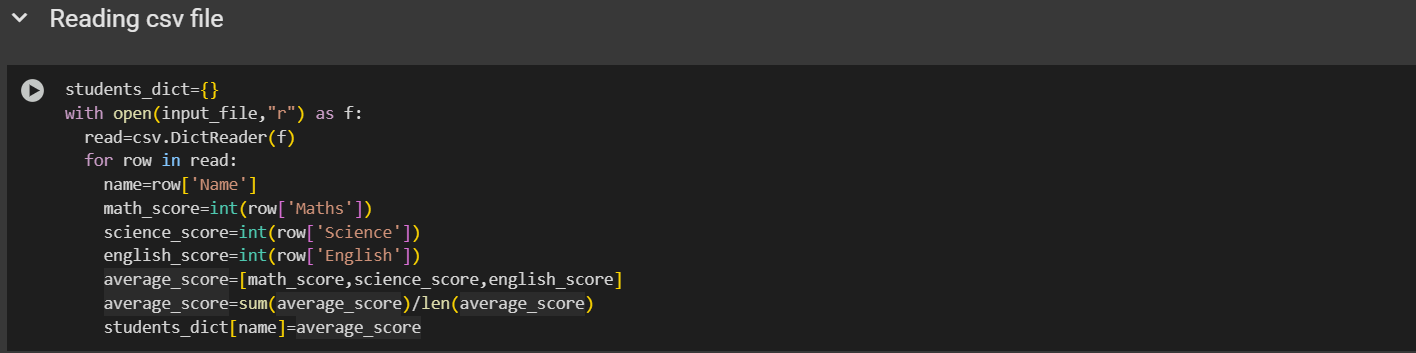 Reading csv file
students_dict={}
with open(input_file,"r") as f:
  read=csv.DictReader(f)
  for row in read:
    name=row['Name']
    math_score=int(row['Maths'])
    science_score=int(row['Science'])
    english_score=int(row['English'])
    average_score=[math_score,science_score,english_score]
    average_score=sum(average_score)/len(average_score)
    students_dict[name]=average_score